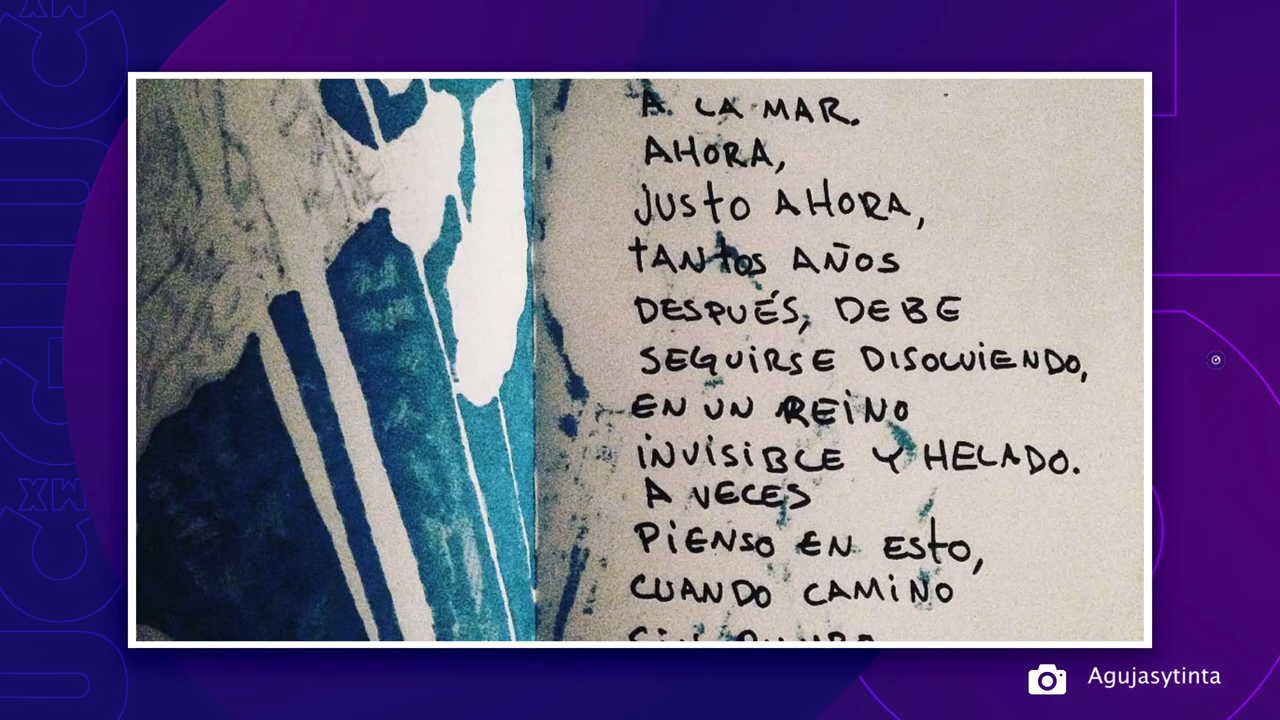 A LA MAR.
AHORA,
JUSTO AHORA,
TANTOS AÑOS
DESPUÉS, DEBE
SEGUIRSE DISOLVIENDO,
EN UN REINO
INVISIBLE Y HELADO.
A VECES
PIENSO EN ESTO,
CUANDO CAMINO
Agujasytinta